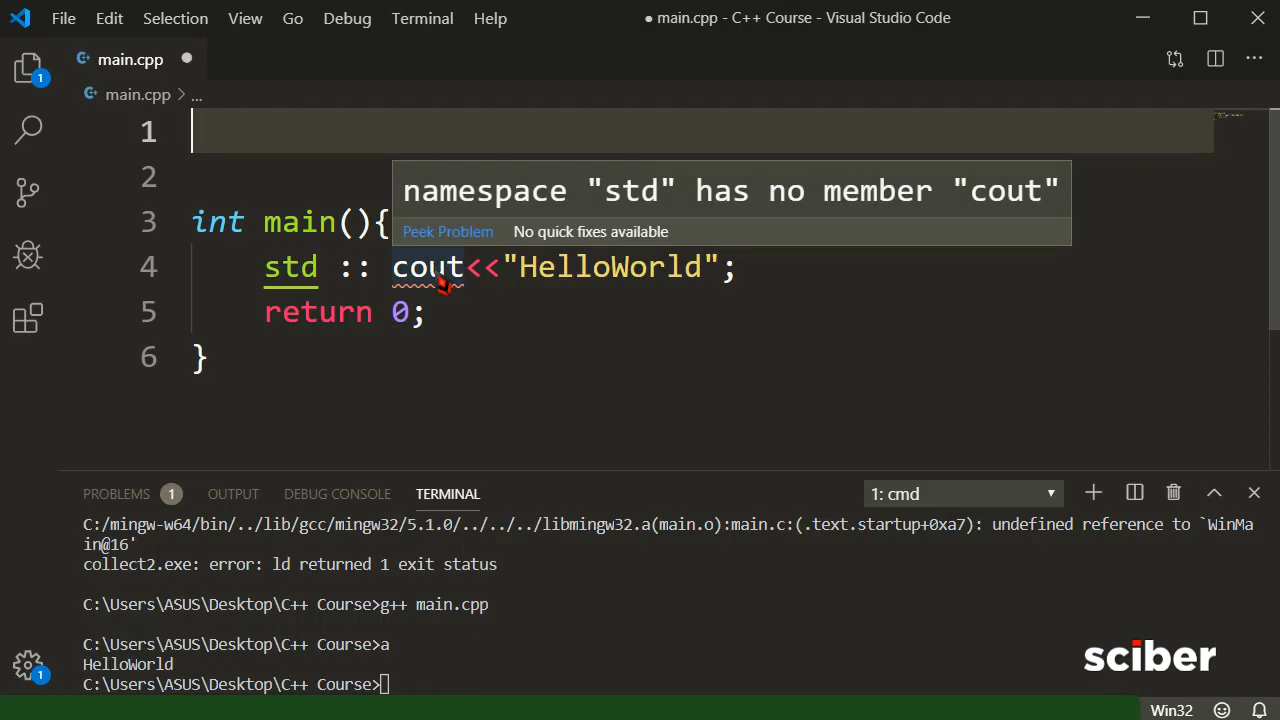 File Edit Selection View Go Debug Terminal Help ● main.cpp - C++ Course - Visual Studio Code
1 main.cpp
main.cpp > ...
1
2
namespace "std" has no member "cout"
Peek Problem No quick fixes available
3 int main(){
4 std :: cout<<"HelloWorld";
5 return 0;
6 }
PROBLEMS 1 OUTPUT DEBUG CONSOLE TERMINAL 1: cmd
C:/mingw-w64/bin/../lib/gcc/mingw32/5.1.0/../../../libmingw32.a(main.o):main.c:(.text.startup+0xa7): undefined reference to `WinMa
in@16'
collect2.exe: error: ld returned 1 exit status
C:\Users\ASUS\Desktop\C++ Course>g++ main.cpp
C:\Users\ASUS\Desktop\C++ Course>a
HelloWorld
C:\Users\ASUS\Desktop\C++ Course>
sciber
1
Win32